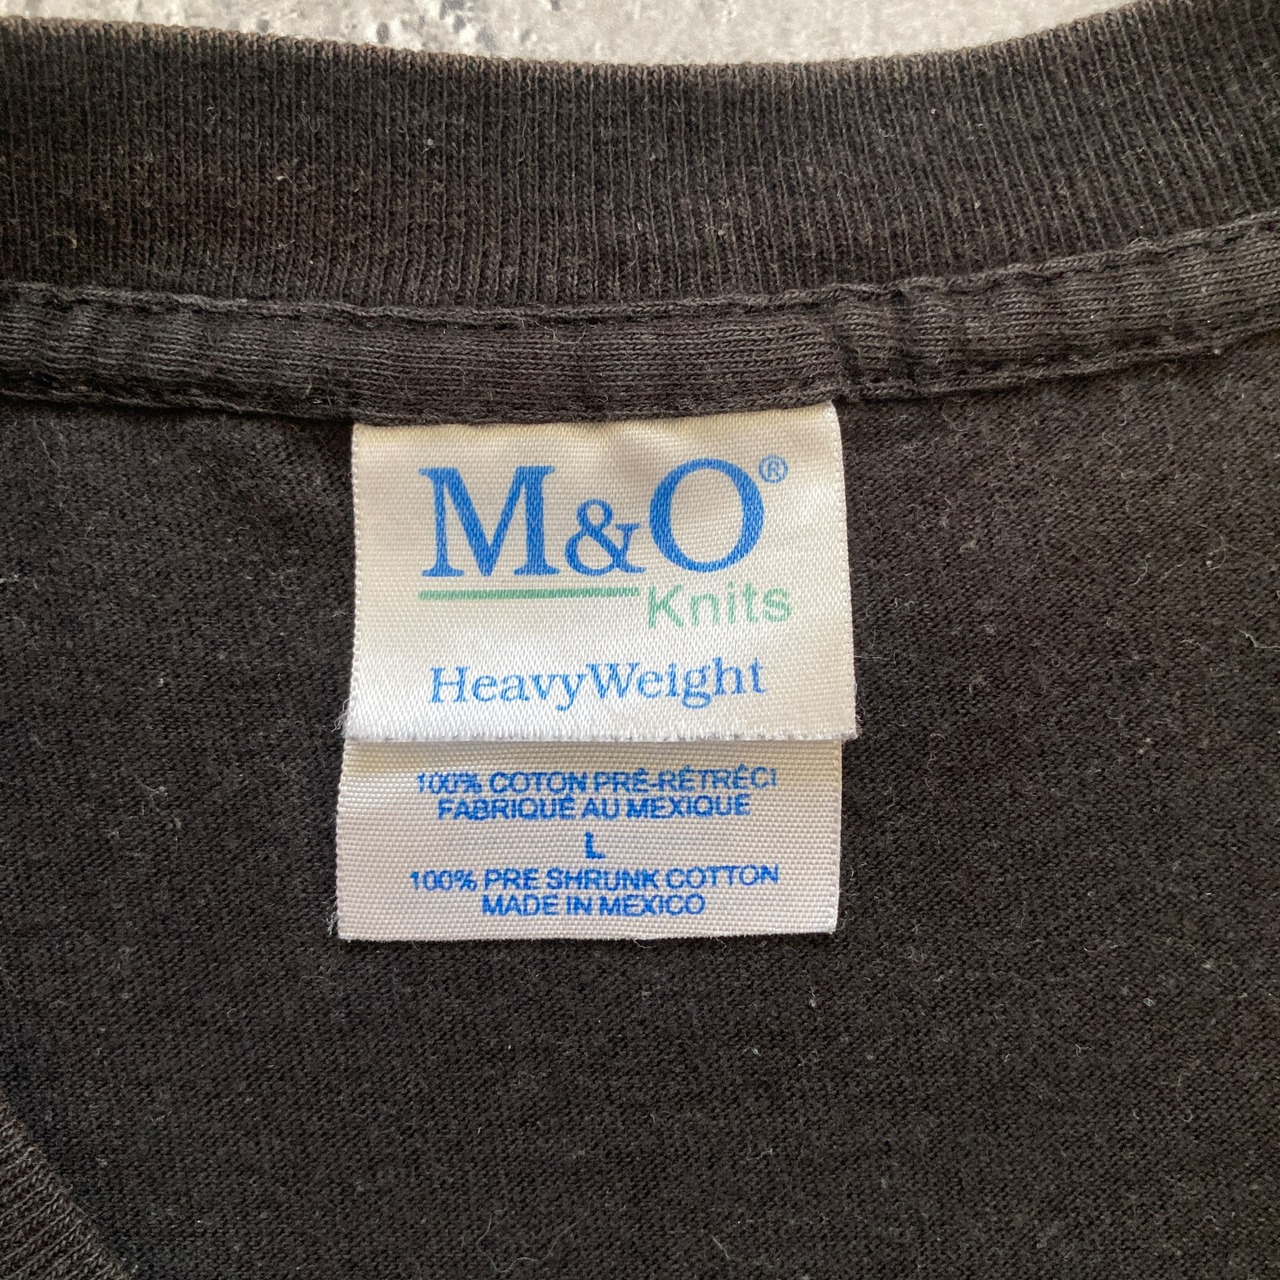 M&O®
Knits
HeavyWeight
100% COTON PRÉ-RÉTRÉCI
FABRIQUÉ AU MEXIQUE
L
100% PRE SHRUNK COTTON
MADE IN MEXICO